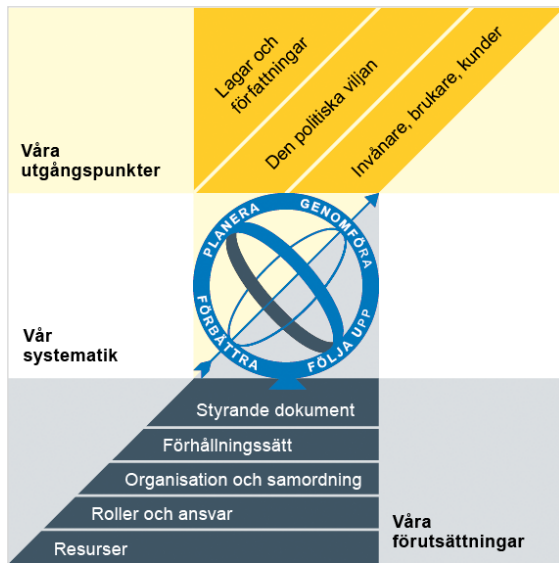 Lagar och
författningar
Den politiska viljan
Invånare, brukare, kunder
Våra
utgångspunkter
PLANERA
GENOMFÖRA
FÖRBÄTTRA
FÖLJA UPP
Vår
systematik
Styrande dokument
Förhållningssätt
Organisation och samordning
Roller och ansvar
Resurser
Våra
förutsättningar